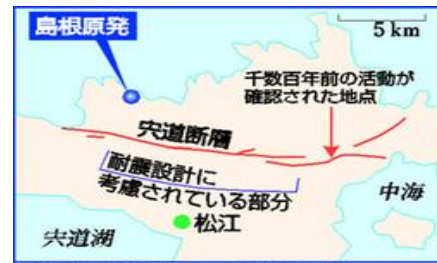 島根原発
5 km
千数百年前の活動が
確認された地点
宍道断層
耐震設計に
考慮されている部分
中海
松江
宍道湖